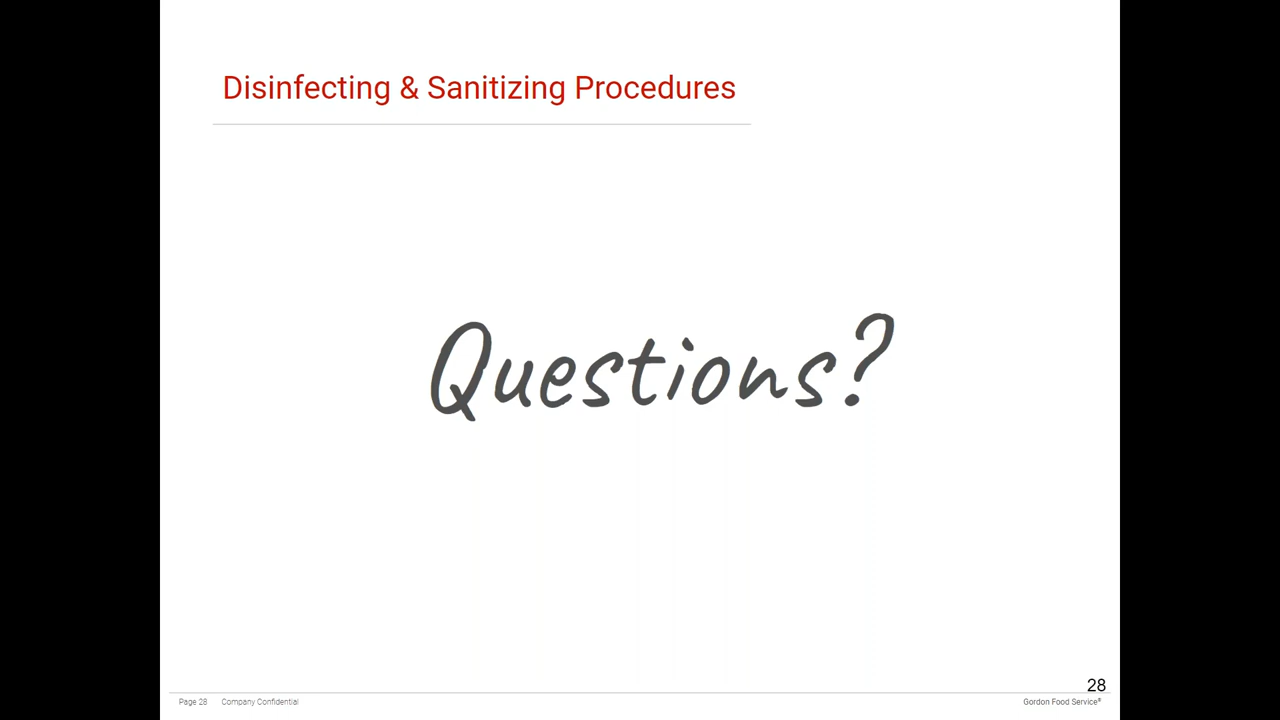 Disinfecting & Sanitizing Procedures
Questions?
28
Page 28 Company Confidential Gordon Food Service®